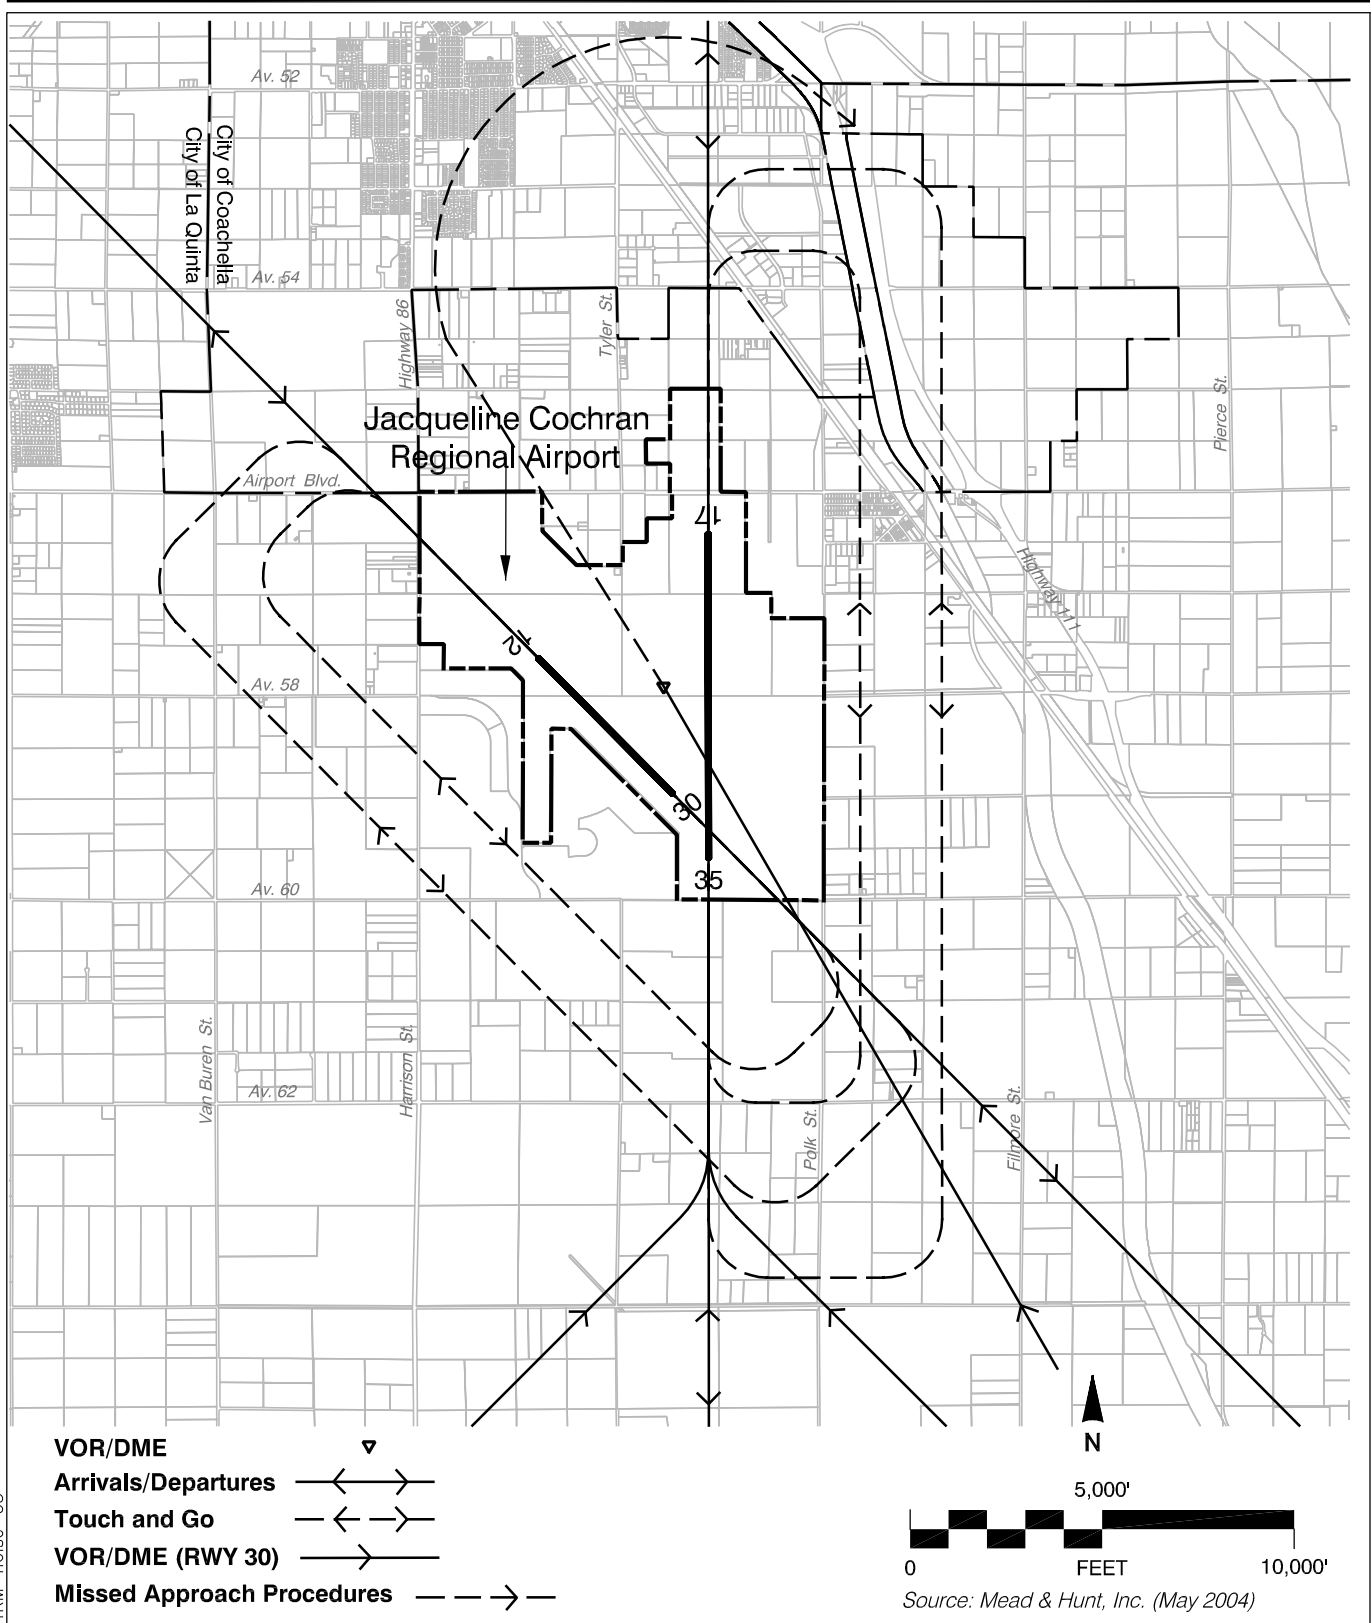 Av. 52
City of Coachella
City of La Quinta
Av. 54
Highway 86
Tyler St.
Pierce St.
Jacqueline Cochran
Regional Airport
Airport Blvd.
17
Highway 111
12
Av. 58
30
35
Av. 60
Van Buren St.
Harrison St.
Av. 62
Polk St.
Filmore St.
N
VOR/DME
Arrivals/Departures
Touch and Go
VOR/DME (RWY 30)
Missed Approach Procedures
5,000'
0 FEET 10,000'
Source: Mead & Hunt, Inc. (May 2004)